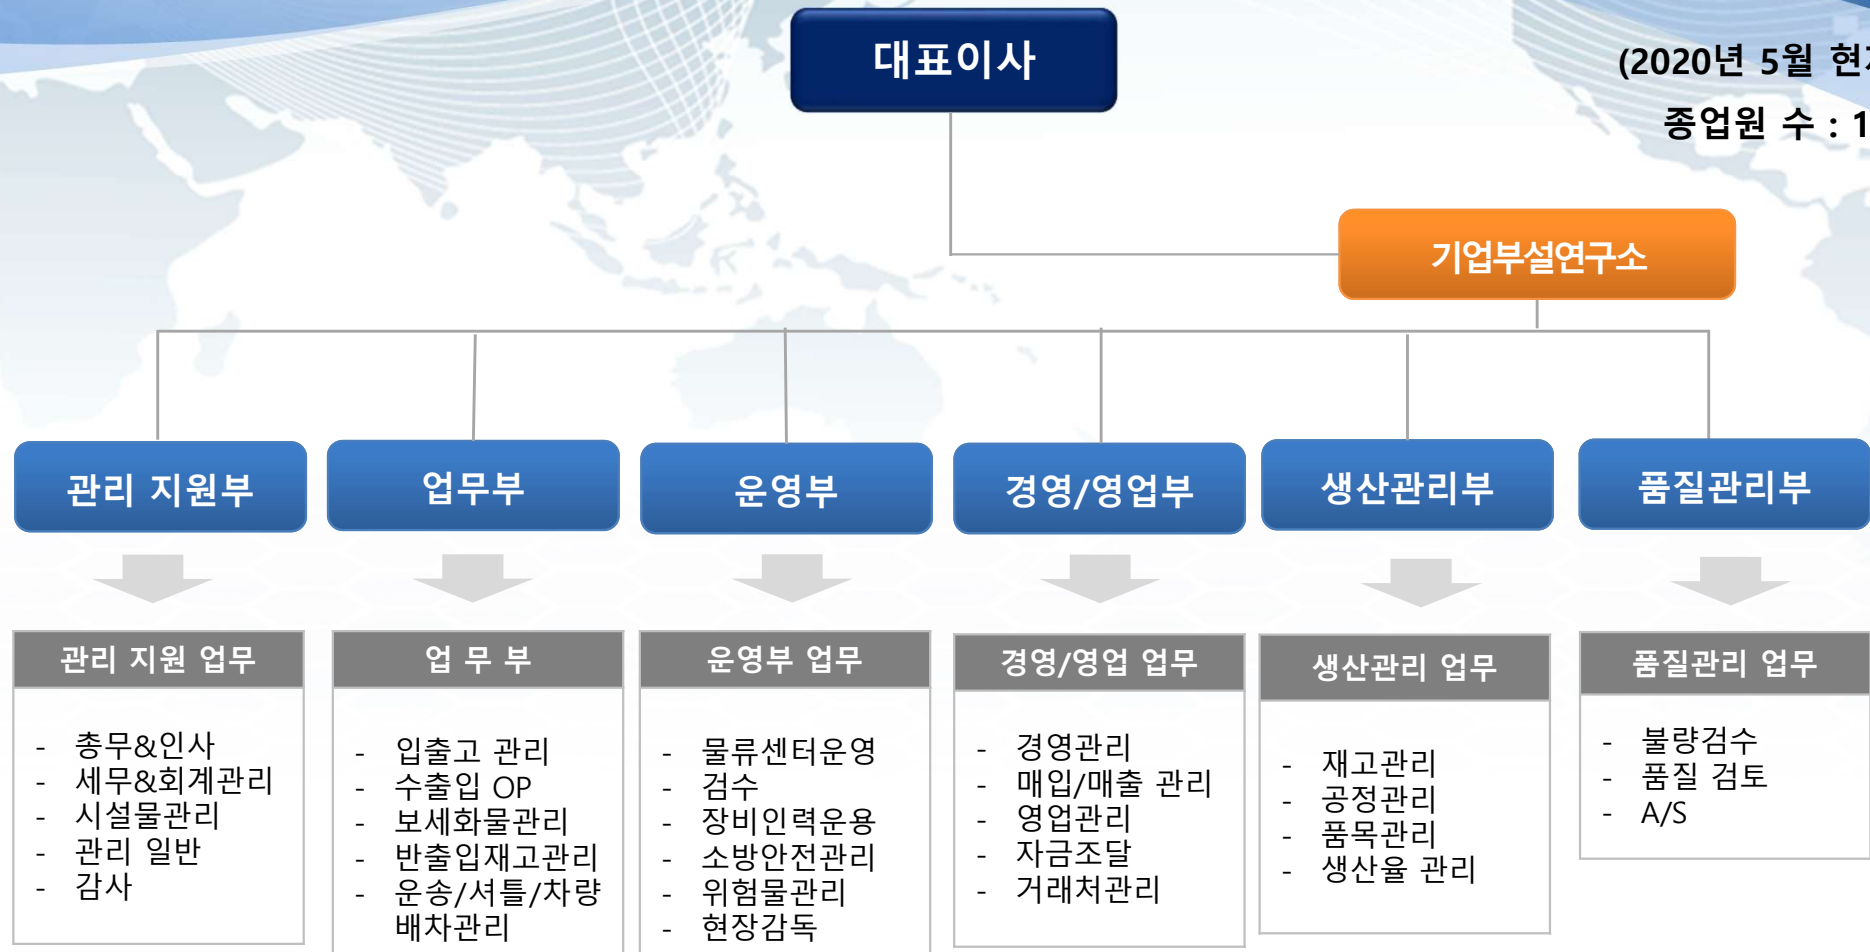 대표이사
(2020년 5월
종업원 수 :
기업부설연구소
관리 지원부
업무부
운영부
경영/영업부
생산관리부
품질관리부
관리 지원 업무
- 총무&인사
- 세무&회계관리
- 시설물관리
- 관리 일반
- 감사
업 무 부
- 입출고 관리
- 수출입 OP
- 보세화물관리
- 반출입재고관리
- 운송/셔틀/차량
배차관리
운영부 업무
- 물류센터운영
- 검수
- 장비인력운용
- 소방안전관리
- 위험물관리
- 현장감독
경영/영업 업무
- 경영관리
- 매입/매출 관리
- 영업관리
- 자금조달
- 거래처관리
생산관리 업무
- 재고관리
- 공정관리
- 품목관리
- 생산율 관리
품질관리 업무
- 불량검수
- 품질 검토
- A/S